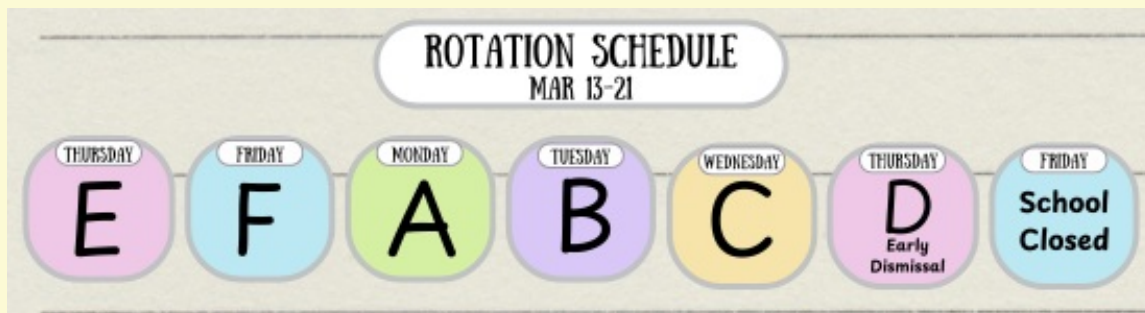 ROTATION SCHEDULE
MAR 13-21
THURSDAY
E
FRIDAY
F
MONDAY
A
TUESDAY
B
WEDNESDAY
C
THURSDAY
D
Early
Dismissal
FRIDAY
School
Closed